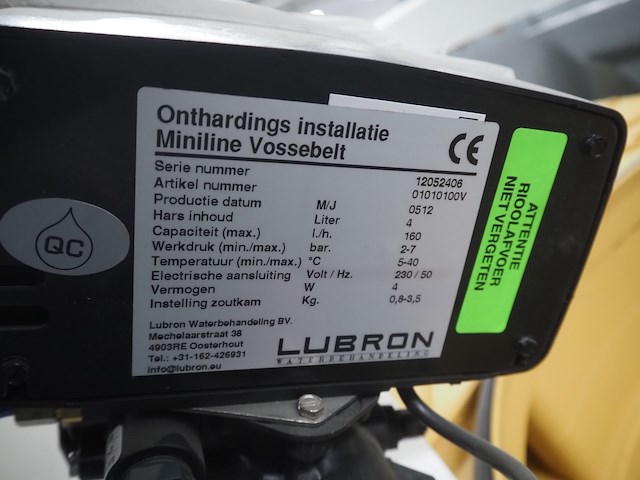 Onthardings installatie
Miniline Vossebelt
CE
Serie nummer 12052406
Artikel nummer 01010100V
Productie datum M/J 0512
Hars inhoud Liter 4
Capaciteit (max.) l./h. 160
Werkdruk (min./max.) bar. 2-7
Temperatuur (min./max.) °C 5-40
Electrische aansluiting Volt / Hz. 230 / 50
Vermogen W 4
Instelling zoutkam Kg. 0,8-3,5
Lubron Waterbehandeling BV.
Mechelaarstraat 38
4903RE Oosterhout
Tel.: +31-162-426931
info@lubron.eu
LUBRON
WATERBEHANDELING
QC
ATTENTIE
RIOOLAFVOER
NIET VERGETEN